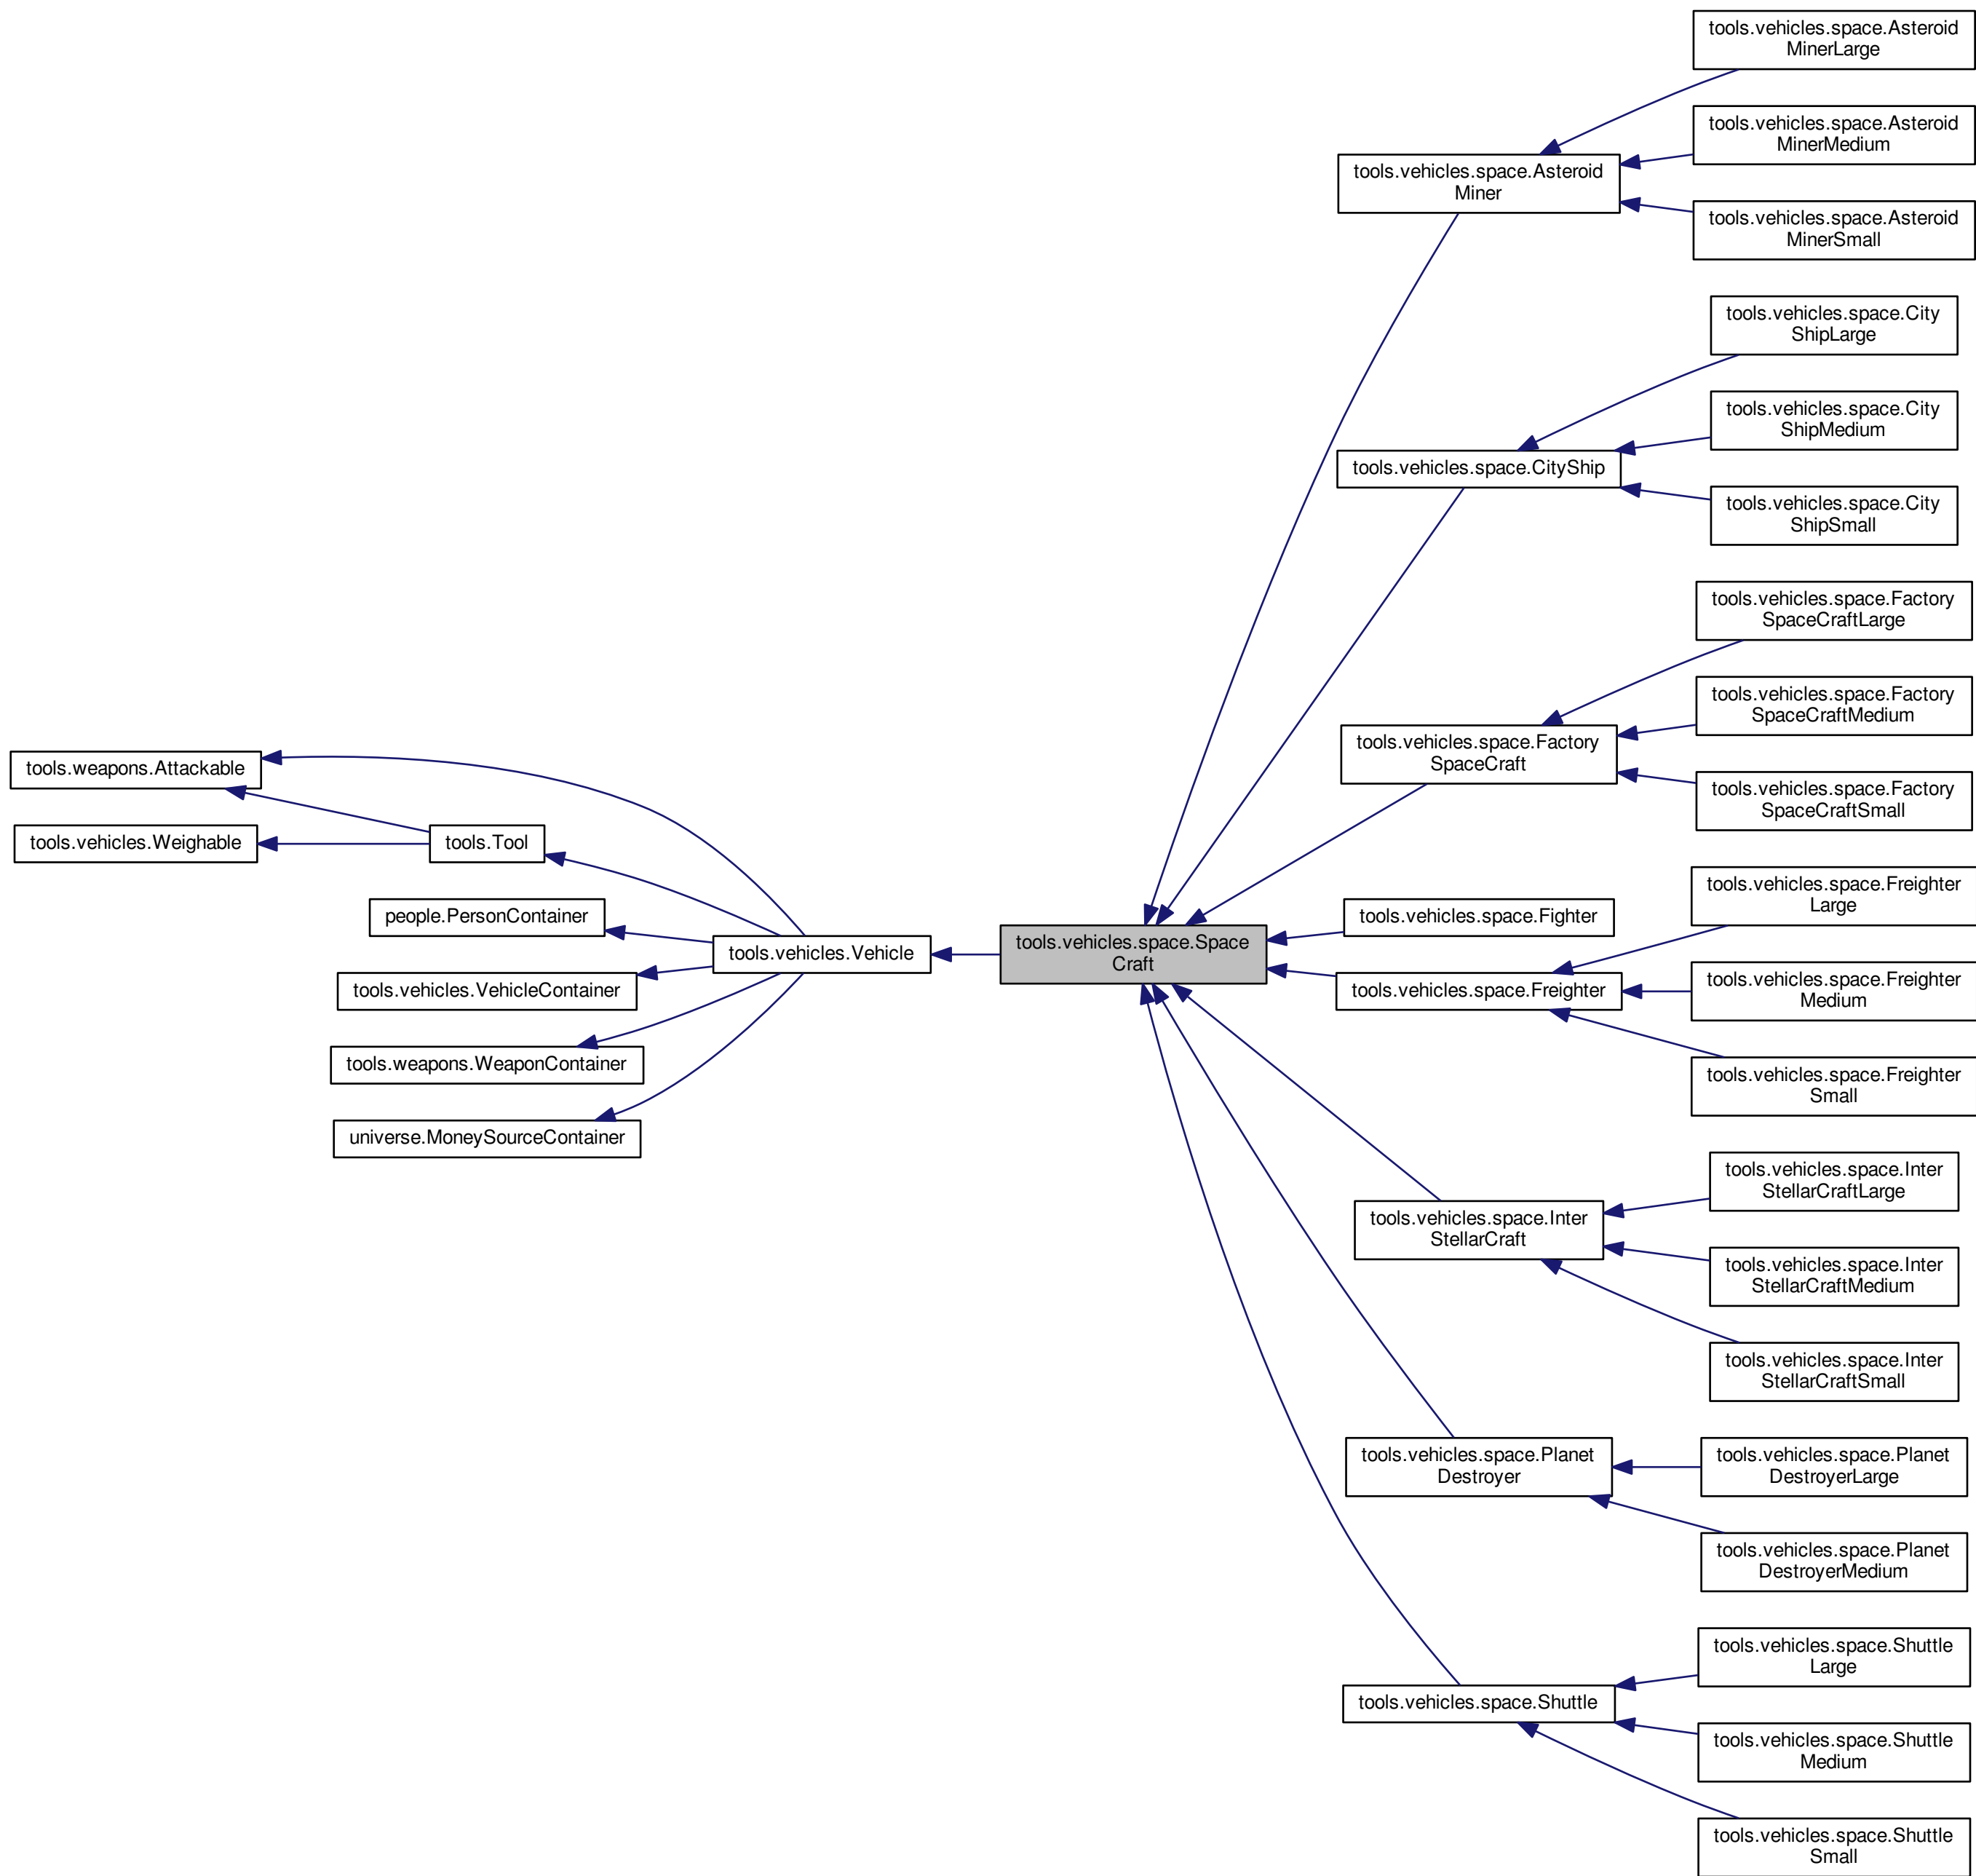 tools.weapons.Attackable
tools.vehicles.Weighable
tools.Tool
people.PersonContainer
tools.vehicles.VehicleContainer
tools.weapons.WeaponContainer
universe.MoneySourceContainer
tools.vehicles.Vehicle
tools.vehicles.space.Space
Craft
tools.vehicles.space.Asteroid
Miner
tools.vehicles.space.CityShip
tools.vehicles.space.Factory
SpaceCraft
tools.vehicles.space.Fighter
tools.vehicles.space.Freighter
tools.vehicles.space.Inter
StellarCraft
tools.vehicles.space.Planet
Destroyer
tools.vehicles.space.Shuttle
tools.vehicles.space.Asteroid
MinerLarge
tools.vehicles.space.Asteroid
MinerMedium
tools.vehicles.space.Asteroid
MinerSmall
tools.vehicles.space.City
ShipLarge
tools.vehicles.space.City
ShipMedium
tools.vehicles.space.City
ShipSmall
tools.vehicles.space.Factory
SpaceCraftLarge
tools.vehicles.space.Factory
SpaceCraftMedium
tools.vehicles.space.Factory
SpaceCraftSmall
tools.vehicles.space.Freighter
Large
tools.vehicles.space.Freighter
Medium
tools.vehicles.space.Freighter
Small
tools.vehicles.space.Inter
StellarCraftLarge
tools.vehicles.space.Inter
StellarCraftMedium
tools.vehicles.space.Inter
StellarCraftSmall
tools.vehicles.space.Planet
DestroyerLarge
tools.vehicles.space.Planet
DestroyerMedium
tools.vehicles.space.Shuttle
Large
tools.vehicles.space.Shuttle
Medium
tools.vehicles.space.Shuttle
Small